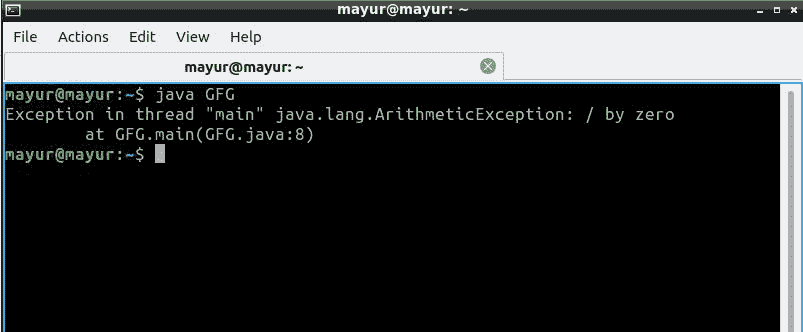 mayur@mayur: ~
File Actions Edit View Help
mayur@mayur: ~
mayur@mayur:~$ java GFG
Exception in thread "main" java.lang.ArithmeticException: / by zero
        at GFG.main(GFG.java:8)
mayur@mayur:~$